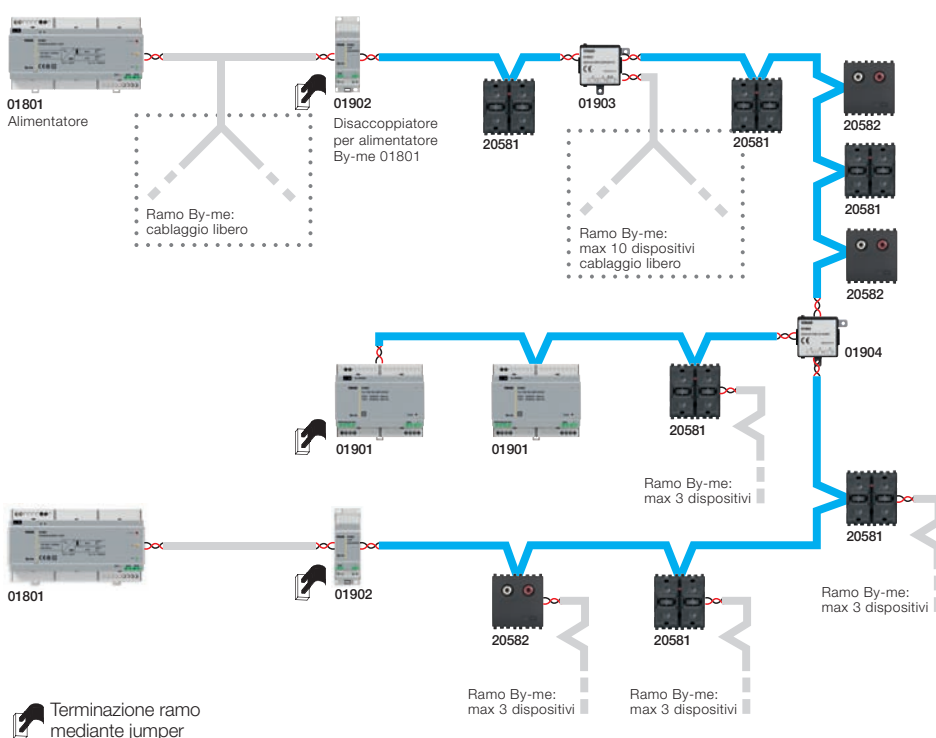 01801
Alimentatore
01902
Disaccoppiatore
per alimentatore
By-me 01801
20581
01903
20581
20582
20581
20582
Ramo By-me:
cablaggio libero
Ramo By-me:
max 10 dispositivi
cablaggio libero
01904
01901
01901
20581
Ramo By-me:
max 3 dispositivi
20581
Ramo By-me:
max 3 dispositivi
01801
01902
20582
20581
Ramo By-me:
max 3 dispositivi
Ramo By-me:
max 3 dispositivi
Terminazione ramo
mediante jumper